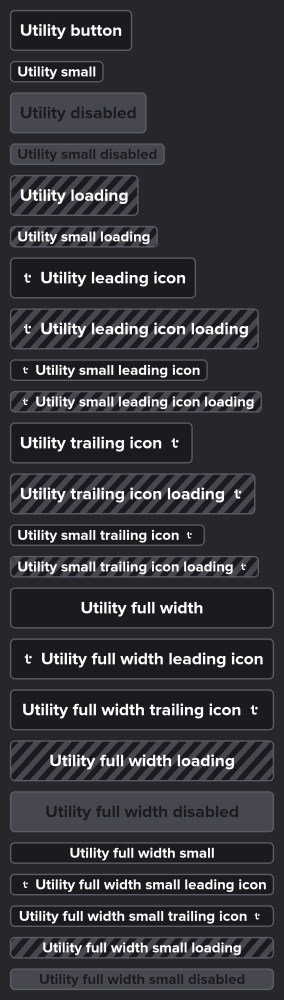 Utility button
Utility small
Utility disabled
Utility small disabled
Utility loading
Utility small loading
Utility leading icon
Utility leading icon loading
Utility small leading icon
Utility small leading icon loading
Utility trailing icon
Utility trailing icon loading
Utility small trailing icon
Utility small trailing icon loading
Utility full width
Utility full width leading icon
Utility full width trailing icon
Utility full width loading
Utility full width disabled
Utility full width small
Utility full width small leading icon
Utility full width small trailing icon
Utility full width small loading
Utility full width small disabled